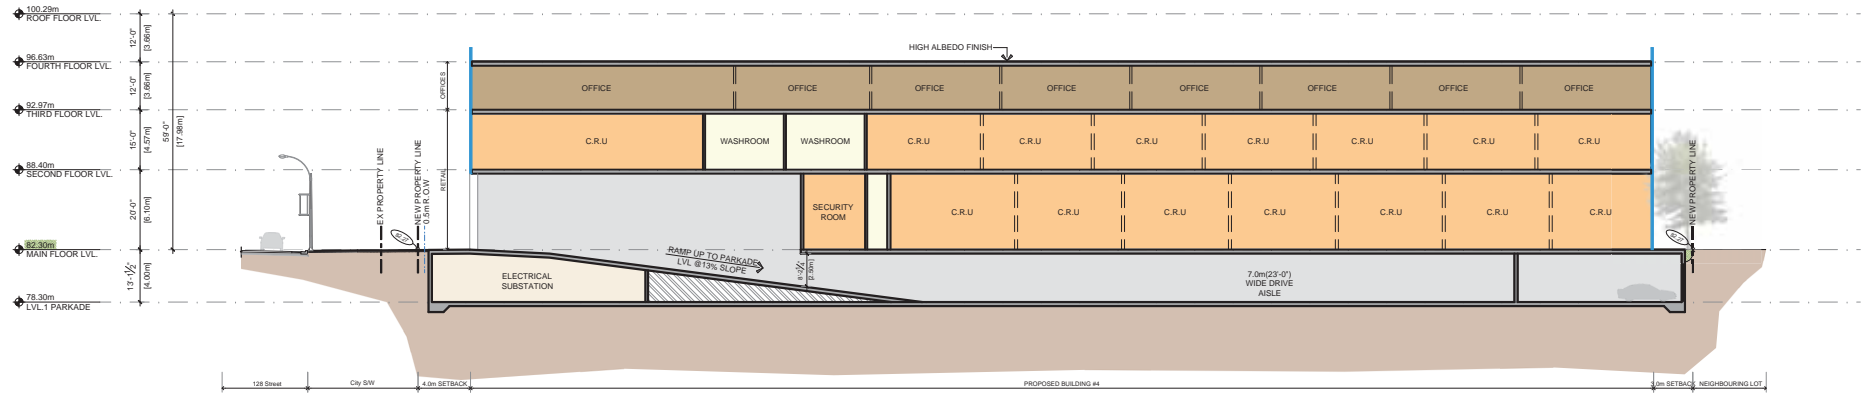 100.29m
ROOF FLOOR LVL.
12'-0"
[3.66m]
96.63m
FOURTH FLOOR LVL.
12'-0"
[3.66m]
92.97m
THIRD FLOOR LVL.
15'-0"
[4.57m]
59'-0"
[17.98m]
88.40m
SECOND FLOOR LVL.
20'-0"
[6.10m]
82.30m
MAIN FLOOR LVL.
13'-1½"
[4.00m]
78.30m
LVL.1 PARKADE
HIGH ALBEDO FINISH
OFFICES
OFFICE
OFFICE
OFFICE
OFFICE
OFFICE
OFFICE
OFFICE
OFFICE
C.R.U
WASHROOM
WASHROOM
C.R.U
C.R.U
C.R.U
C.R.U
C.R.U
C.R.U
C.R.U
RETAIL
SECURITY
ROOM
C.R.U
C.R.U
C.R.U
C.R.U
C.R.U
C.R.U
C.R.U
EX PROPERTY LINE
NEW PROPERTY LINE
0.5m R.O.W
NEW PROPERTY LINE
RAMP UP TO PARKADE
LVL @13% SLOPE
[2.50m]
ELECTRICAL
SUBSTATION
7.0m(23'-0")
WIDE DRIVE
AISLE
128 Street
City S/W
4.0m SETBACK
PROPOSED BUILDING #4
3.0m SETBACK
NEIGHBOURING LOT